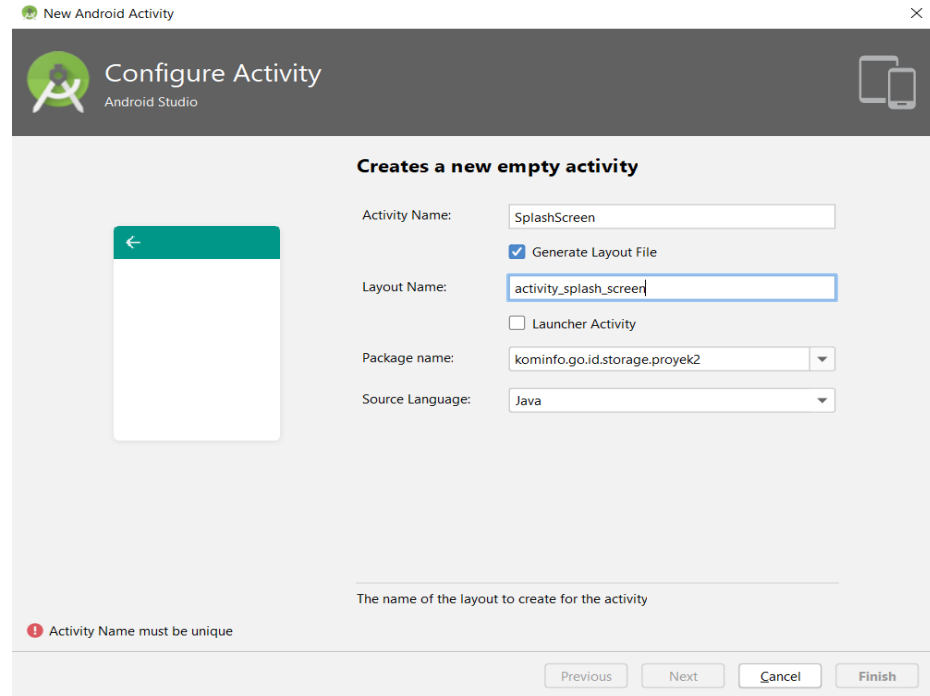 New Android Activity
Configure Activity
Android Studio
Creates a new empty activity
Activity Name:
SplashScreen
Generate Layout File
Layout Name:
activity_splash_screen
Launcher Activity
Package name:
kominfo.go.id.storage.proyek2
Source Language:
Java
The name of the layout to create for the activity
Activity Name must be unique
Previous
Next
Cancel
Finish